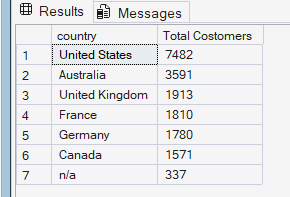 Results Messages
country Total Costomers
1 United States 7482
2 Australia 3591
3 United Kingdom 1913
4 France 1810
5 Germany 1780
6 Canada 1571
7 n/a 337